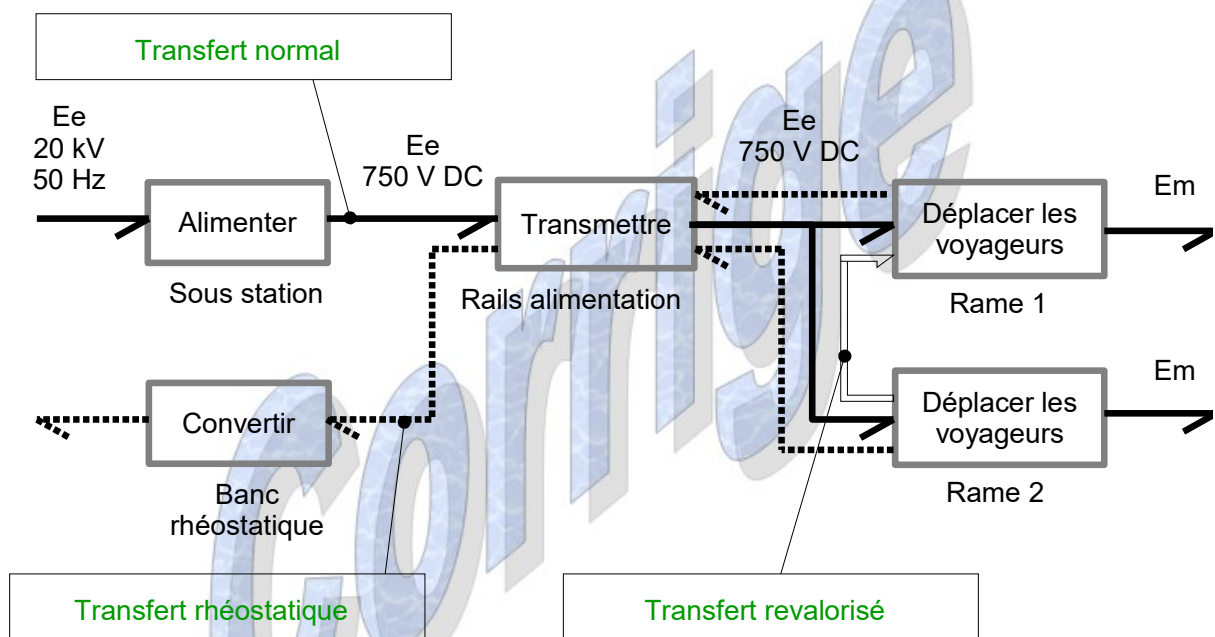 Transfert normal
Ee
20 kV
50 Hz
Ee
750 V DC
Ee
750 V DC
Em
Alimenter
Transmettre
Déplacer les
voyageurs
Sous station
Rails alimentation
Rame 1
Em
Convertir
Déplacer les
voyageurs
Banc
rhéostatique
Rame 2
Transfert rhéostatique
Transfert revalorisé
Corrige